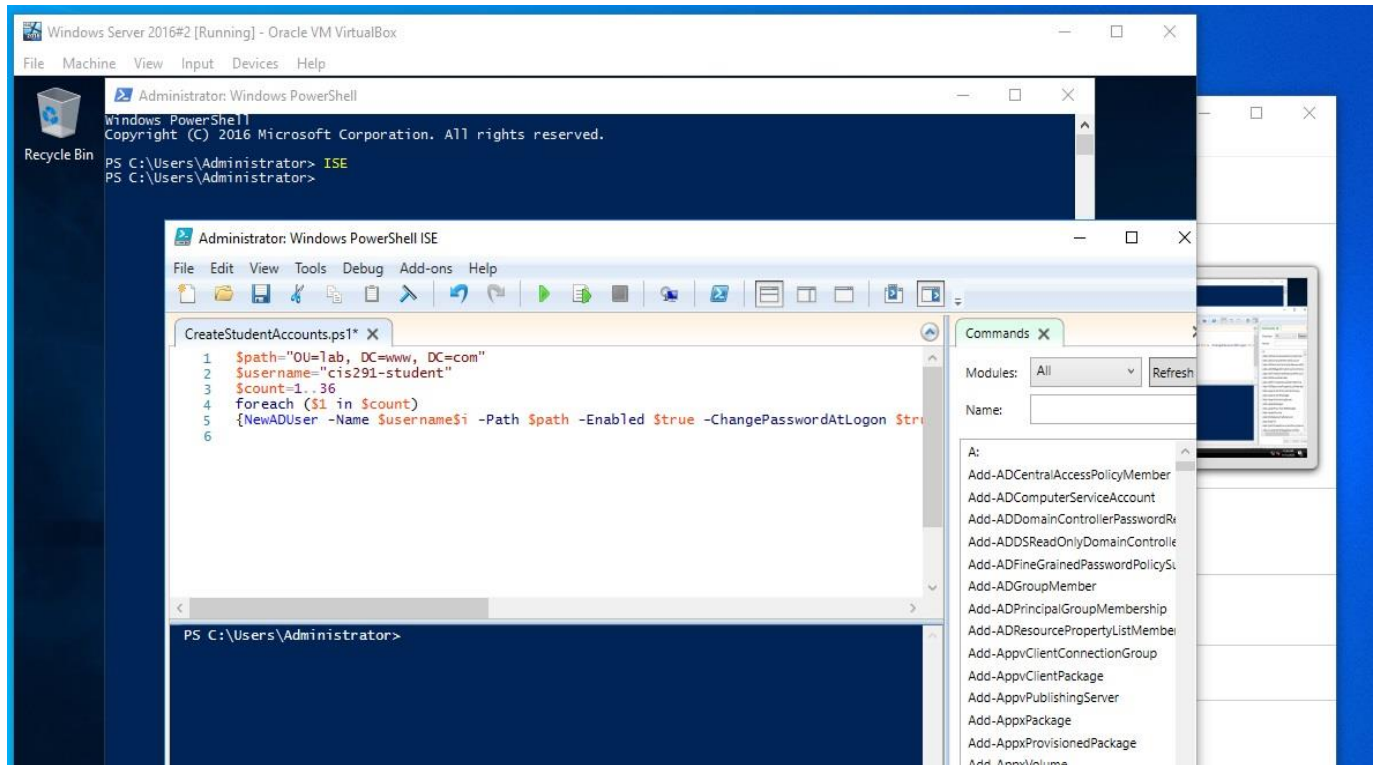 Windows Server 2016#2 [Running] - Oracle VM VirtualBox
File Machine View Input Devices Help
Recycle Bin
Administrator: Windows PowerShell
Windows PowerShell
Copyright (C) 2016 Microsoft Corporation. All rights reserved.
PS C:\Users\Administrator> ISE
PS C:\Users\Administrator>
Administrator: Windows PowerShell ISE
File Edit View Tools Debug Add-ons Help
CreateStudentAccounts.ps1* X
1 $path="OU=lab, DC=www, DC=com"
2 $username="cis291-student"
3 $count=1..36
4 foreach ($1 in $count)
5 {NewADUser -Name $username$i -Path $path -Enabled $true -ChangePasswordAtLogon $tru
6
PS C:\Users\Administrator>
Commands X
Modules: All Refresh
Name:
A:
Add-ADCentralAccessPolicyMember
Add-ADComputerServiceAccount
Add-ADDomainControllerPasswordRe
Add-ADDSReadOnlyDomainControlle
Add-ADFineGrainedPasswordPolicySu
Add-ADGroupMember
Add-ADPrincipalGroupMembership
Add-ADResourcePropertyListMember
Add-AppvClientConnectionGroup
Add-AppvClientPackage
Add-AppvPublishingServer
Add-AppxPackage
Add-AppxProvisionedPackage
Add-AppxVolume